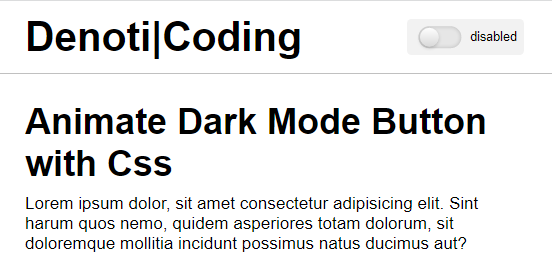 Denoti|Coding
disabled
Animate Dark Mode Button
with Css
Lorem ipsum dolor, sit amet consectetur adipisicing elit. Sint
harum quos nemo, quidem asperiores totam dolorum, sit
doloremque mollitia incidunt possimus natus ducimus aut?